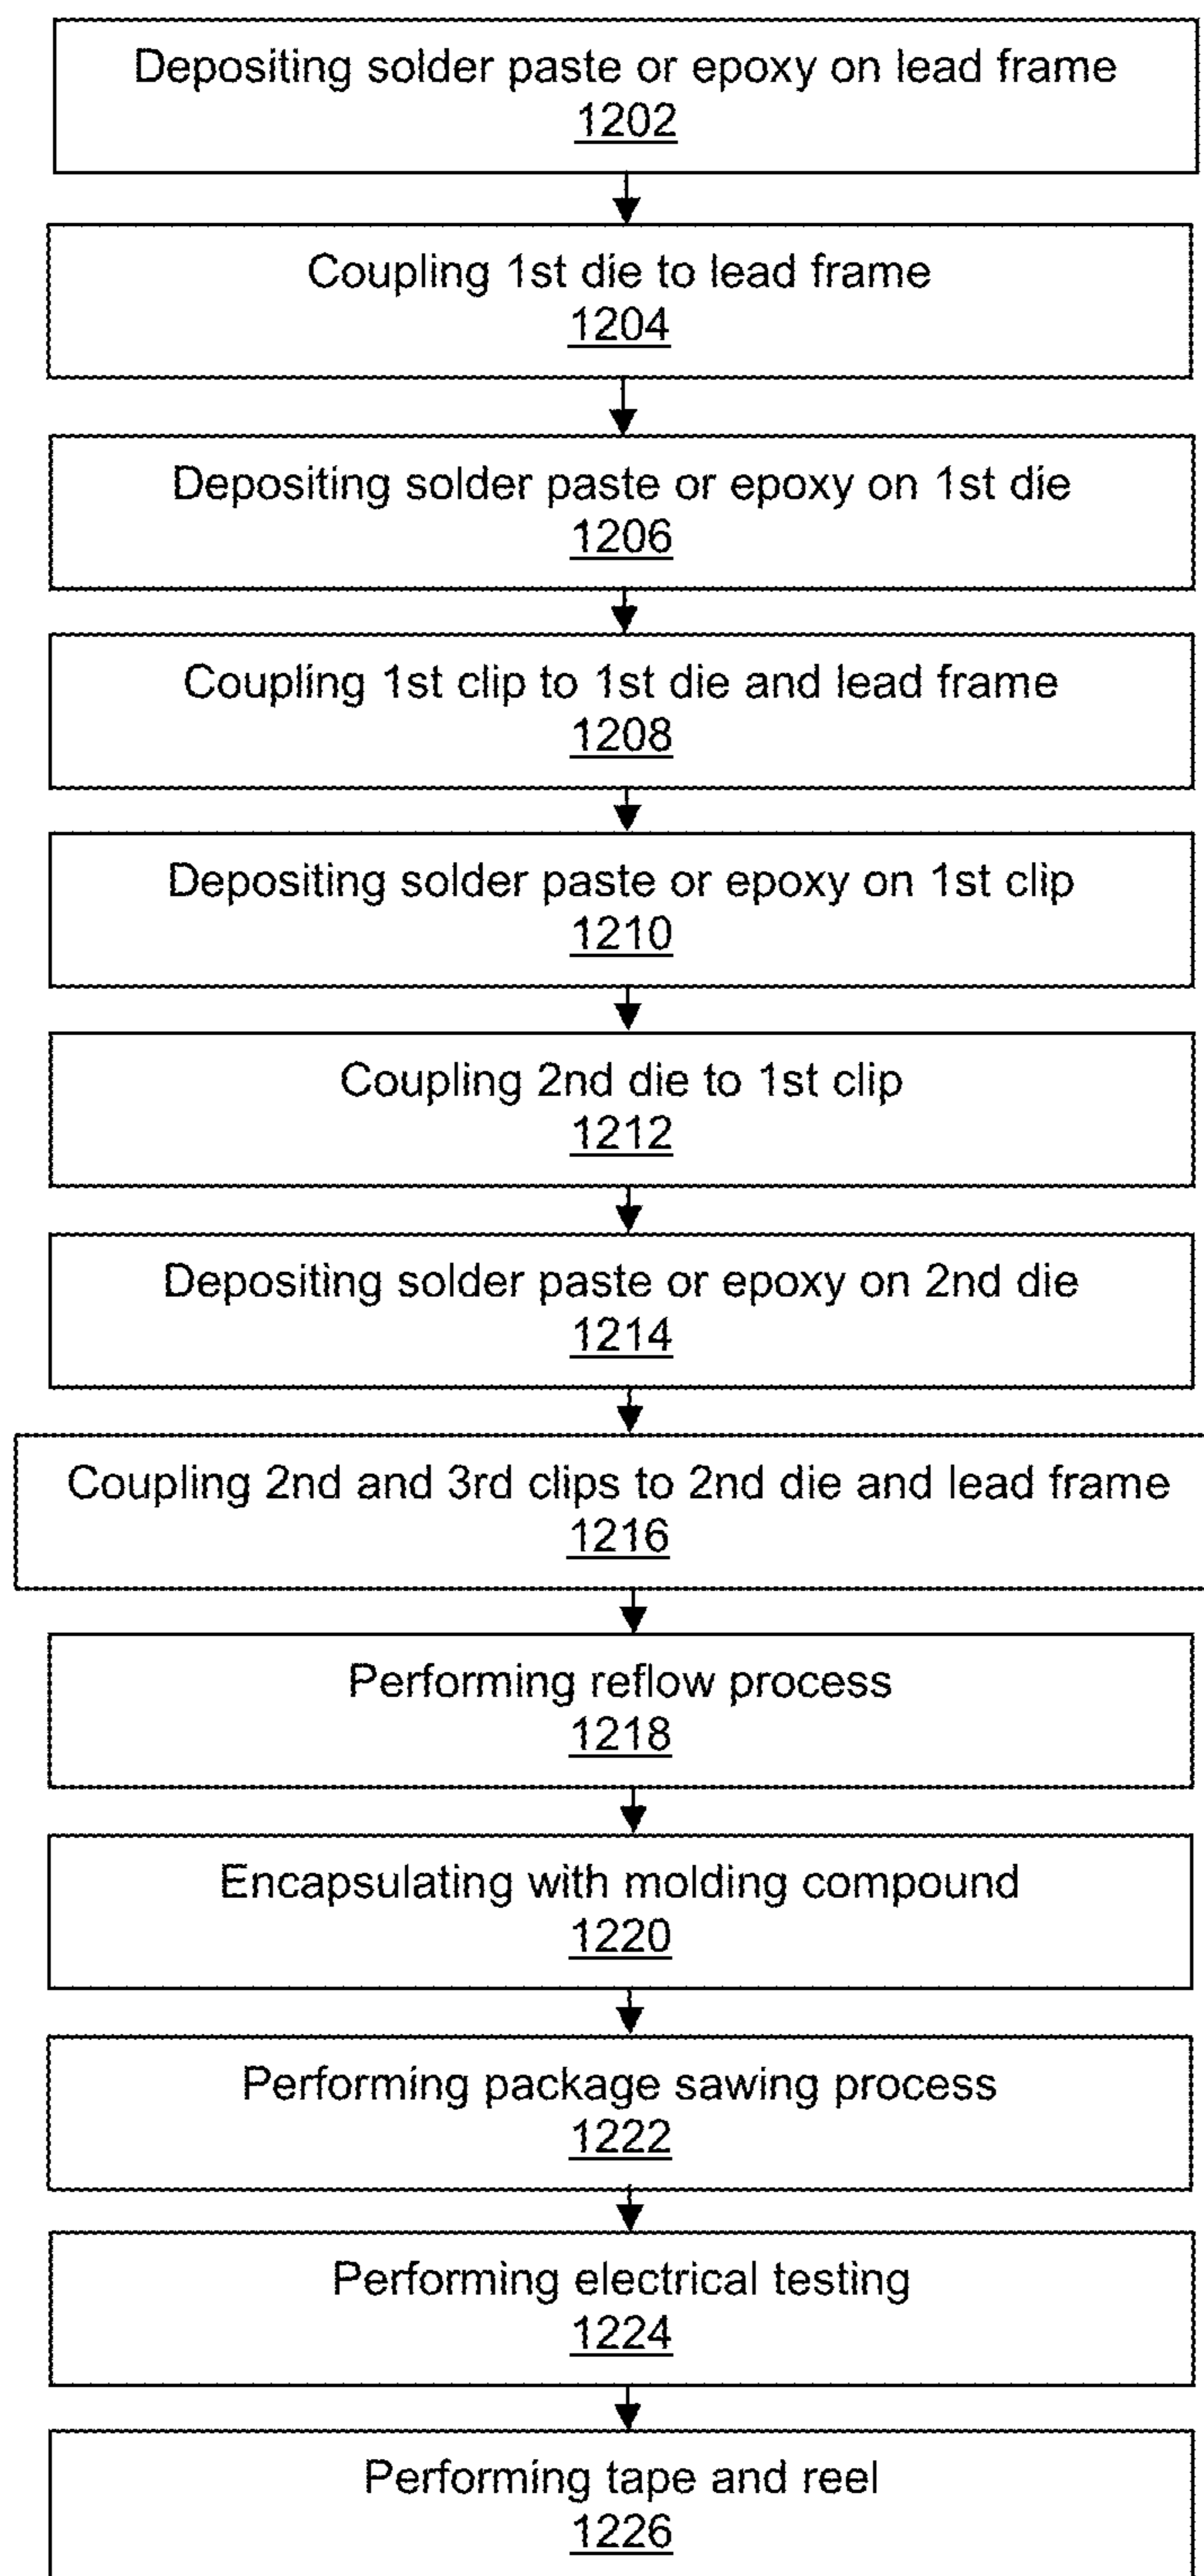 Depositing solder paste or epoxy on lead frame
1202
Coupling 1st die to lead frame
1204
Depositing solder paste or epoxy on 1st die
1206
Coupling 1st clip to 1st die and lead frame
1208
Depositing solder paste or epoxy on 1st clip
1210
Coupling 2nd die to 1st clip
1212
Depositing solder paste or epoxy on 2nd die
1214
Coupling 2nd and 3rd clips to 2nd die and lead frame
1216
Performing reflow process
1218
Encapsulating with molding compound
1220
Performing package sawing process
1222
Performing electrical testing
1224
Performing tape and reel
1226